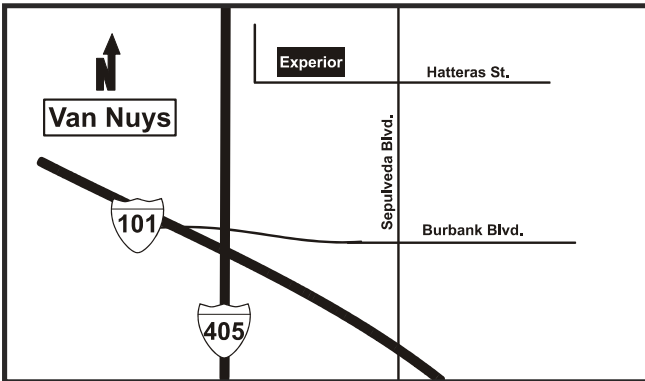 N
Experior
Hatteras St.
Van Nuys
Sepulveda Blvd.
101
Burbank Blvd.
405